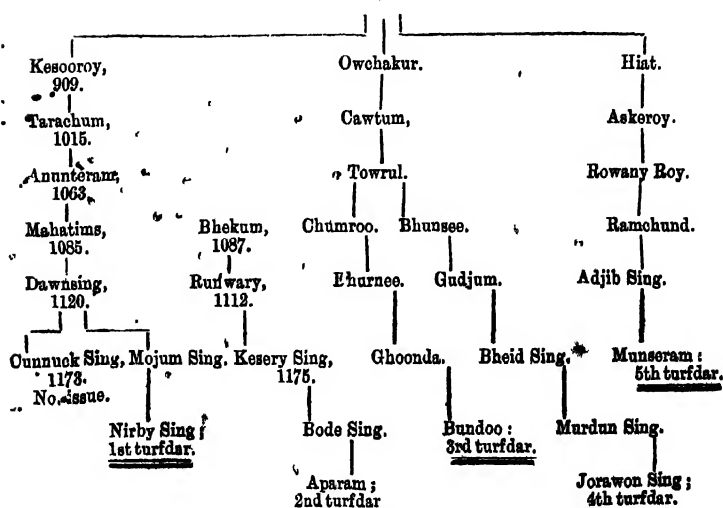 Kesooroy, Owchakur. Hiat.
909.
Tarachum, Cawtum, Askeroy.
1015.
Anunteram, Towrul. Rowany Roy.
1063.
Mahatims, Bhekum, Chumroo. Bhunsee. Ramchund.
1085. 1087.
Dawnsing, Runwary, Ehurnee. Gudjum. Adjib Sing.
1120. 1112.
Cunnuck Sing, Mojum Sing. Kesery Sing, Ghoonda. Bheid Sing. Munseram :
1173. 1175. 5th turfdar.
No issue.
Nirby Sing ; Bode Sing. Bundoo : Murdun Sing.
1st turfdar. 3rd turfdar.
Aparam ; Jorawon Sing ;
2nd turfdar 4th turfdar.